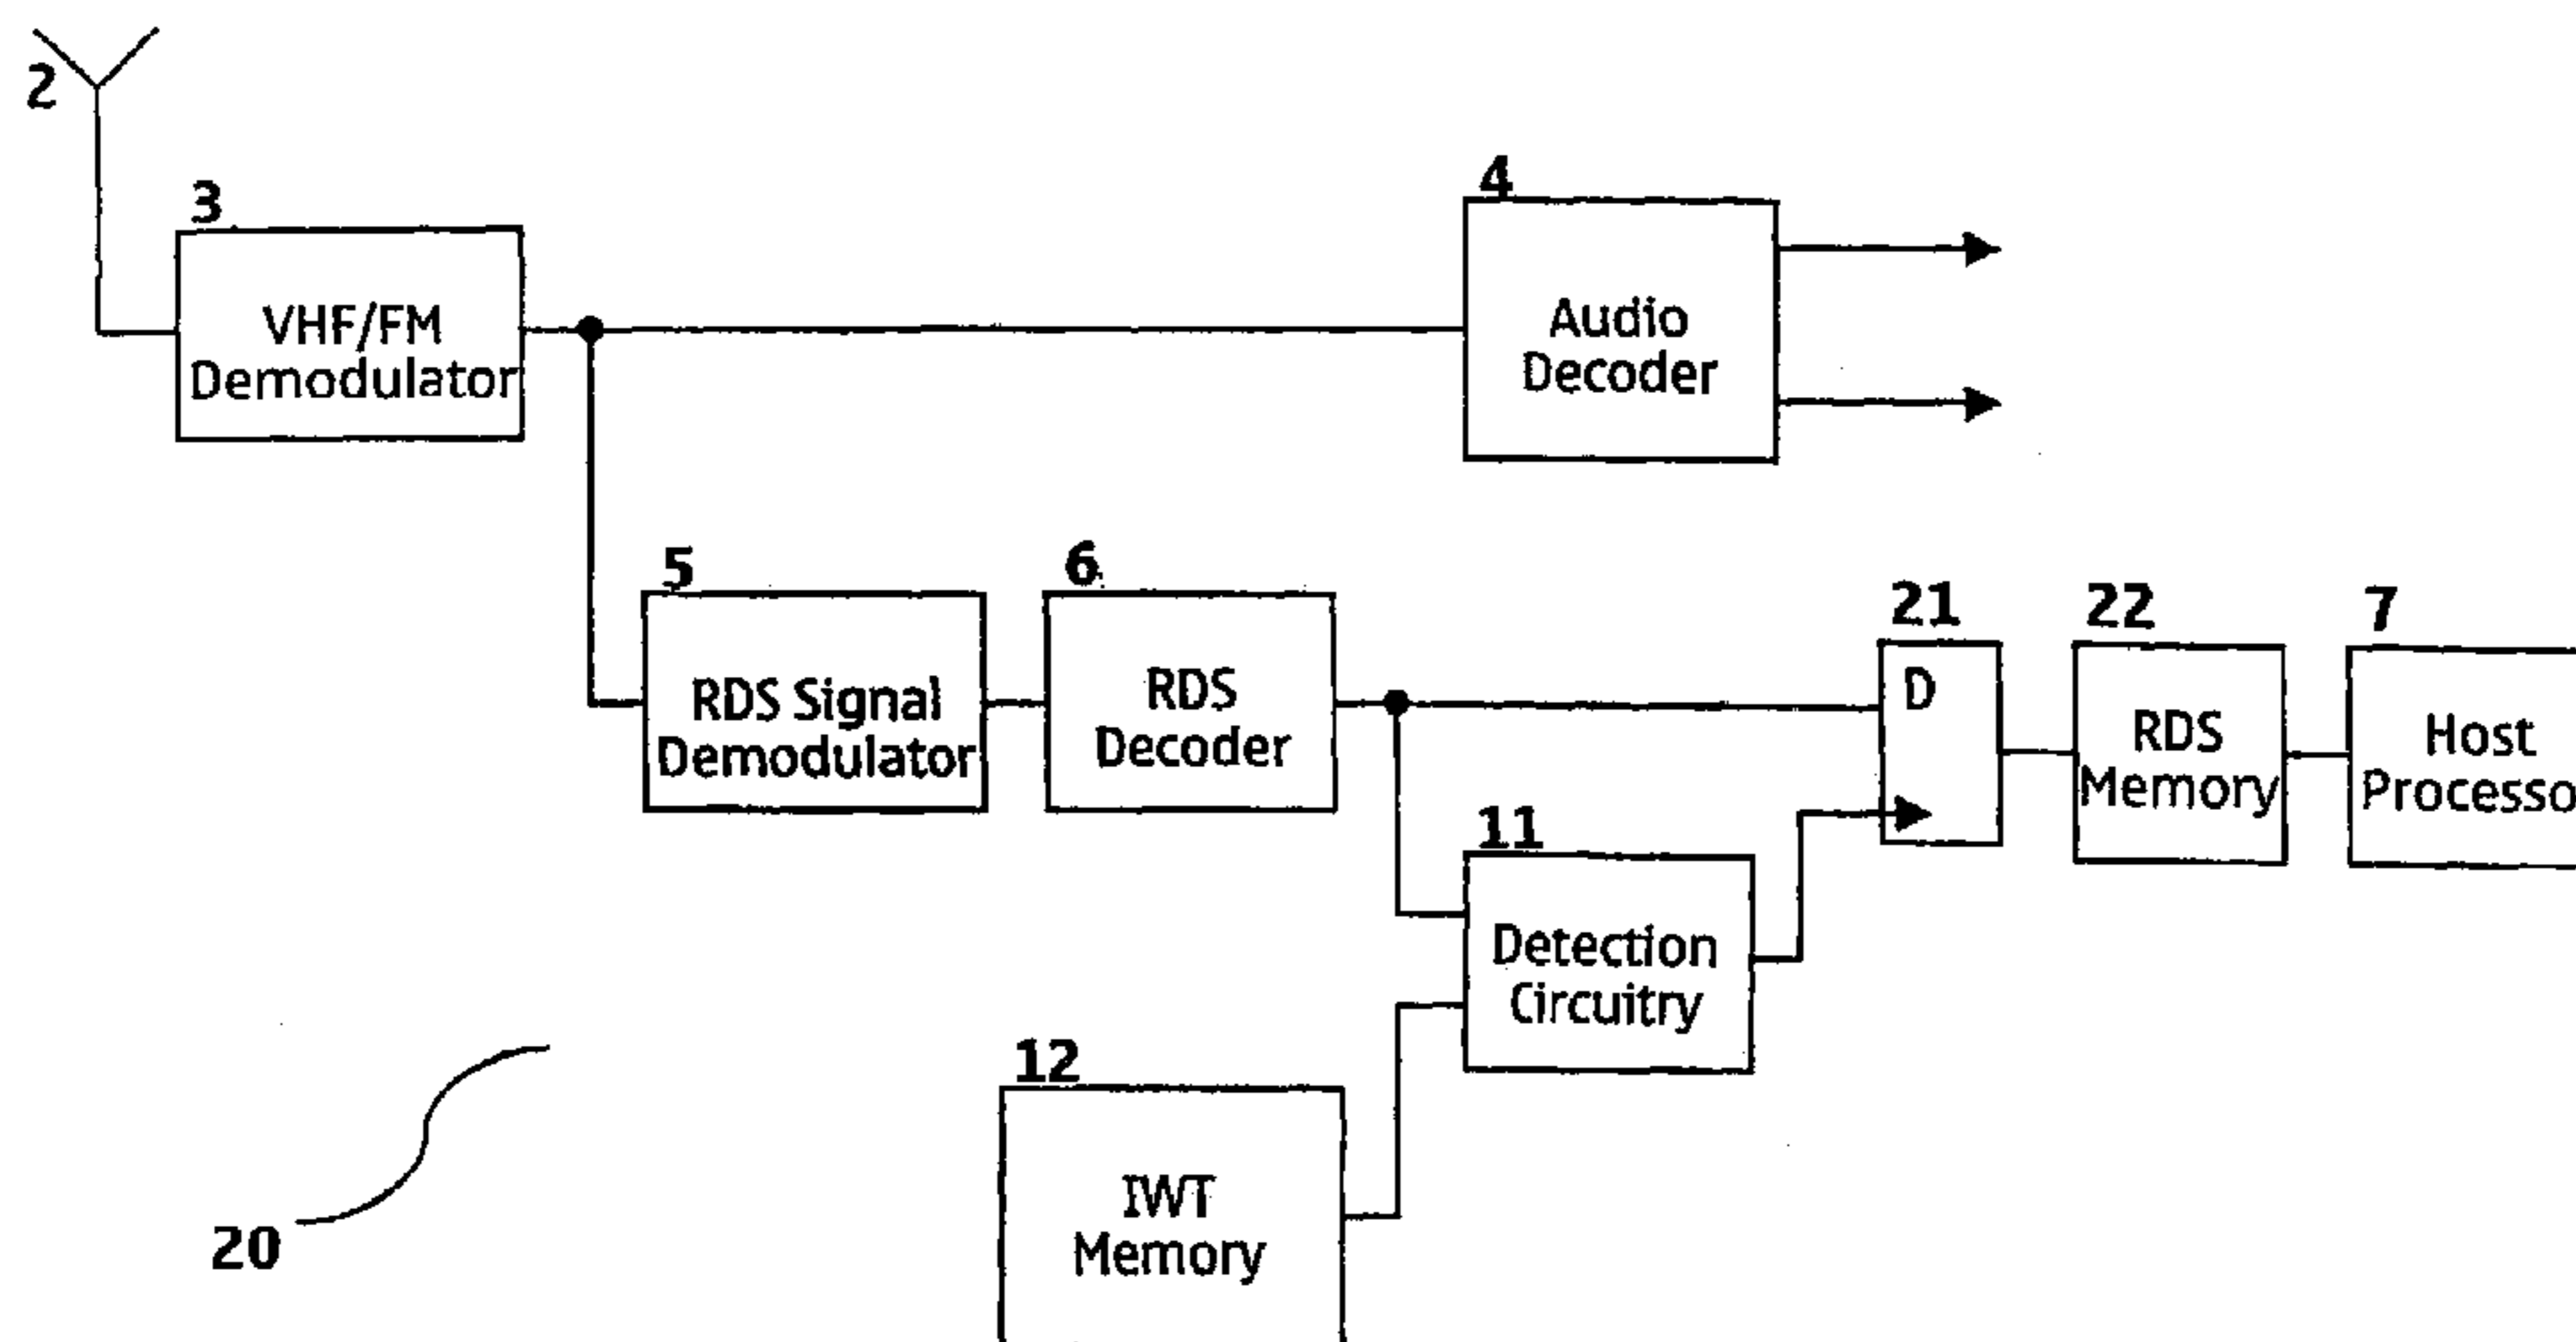 2
3
VHF/FM
Demodulator
4
Audio
Decoder
5
RDS Signal
Demodulator
6
RDS
Decoder
21
D
22
RDS
Memory
7
Host
Processo
11
Detection
Circuitry
12
IWT
Memory
20